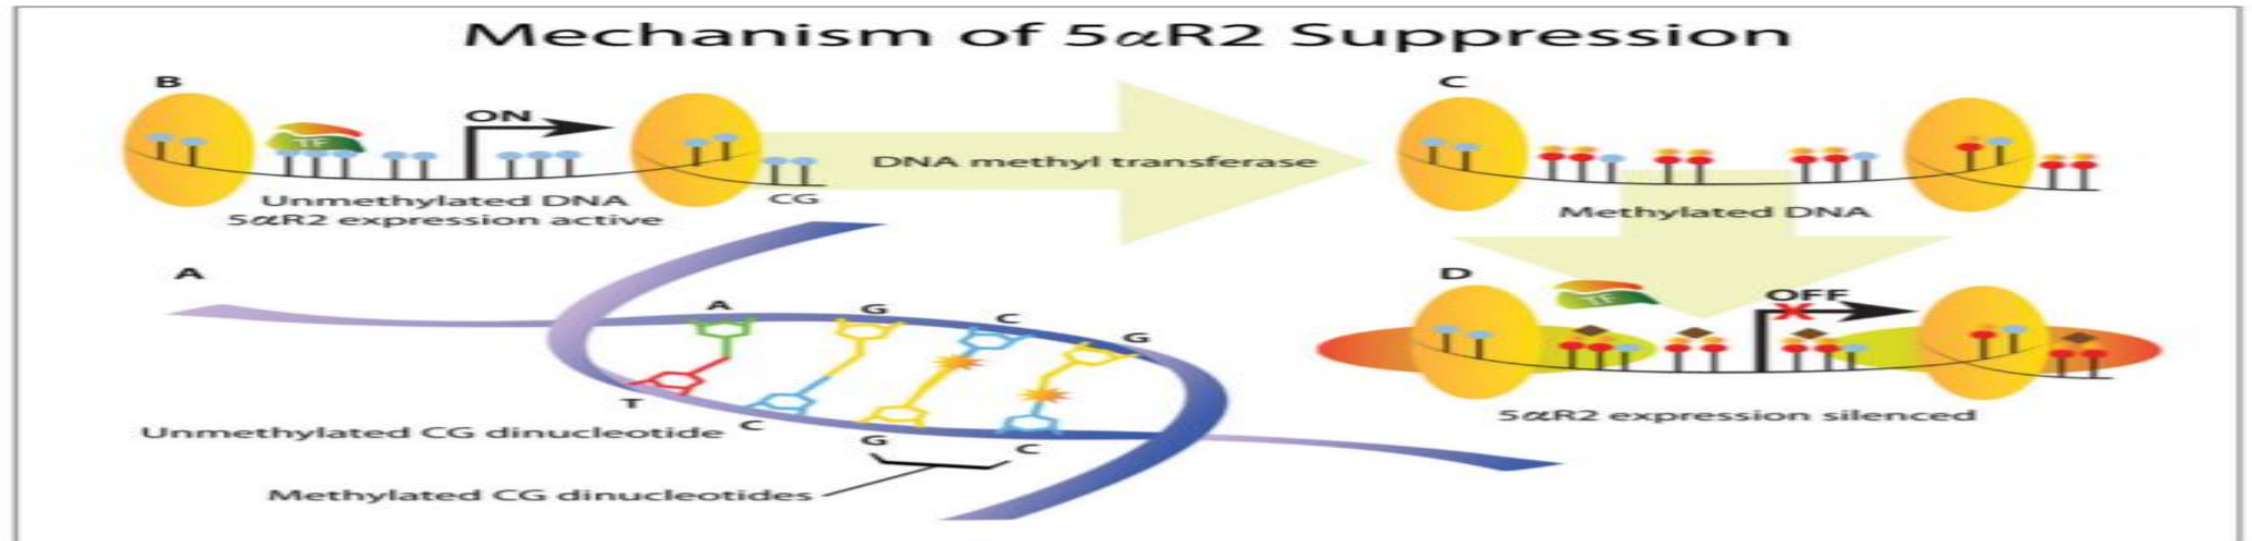 Mechanism of 5αR2 Suppression
B
ON
TF
Unmethylated DNA
5αR2 expression active
CG
DNA methyl transferase
C
Methylated DNA
A
A
G
C
G
T
C
G
C
Unmethylated CG dinucleotide
Methylated CG dinucleotides
D
TF
OFF
5αR2 expression silenced